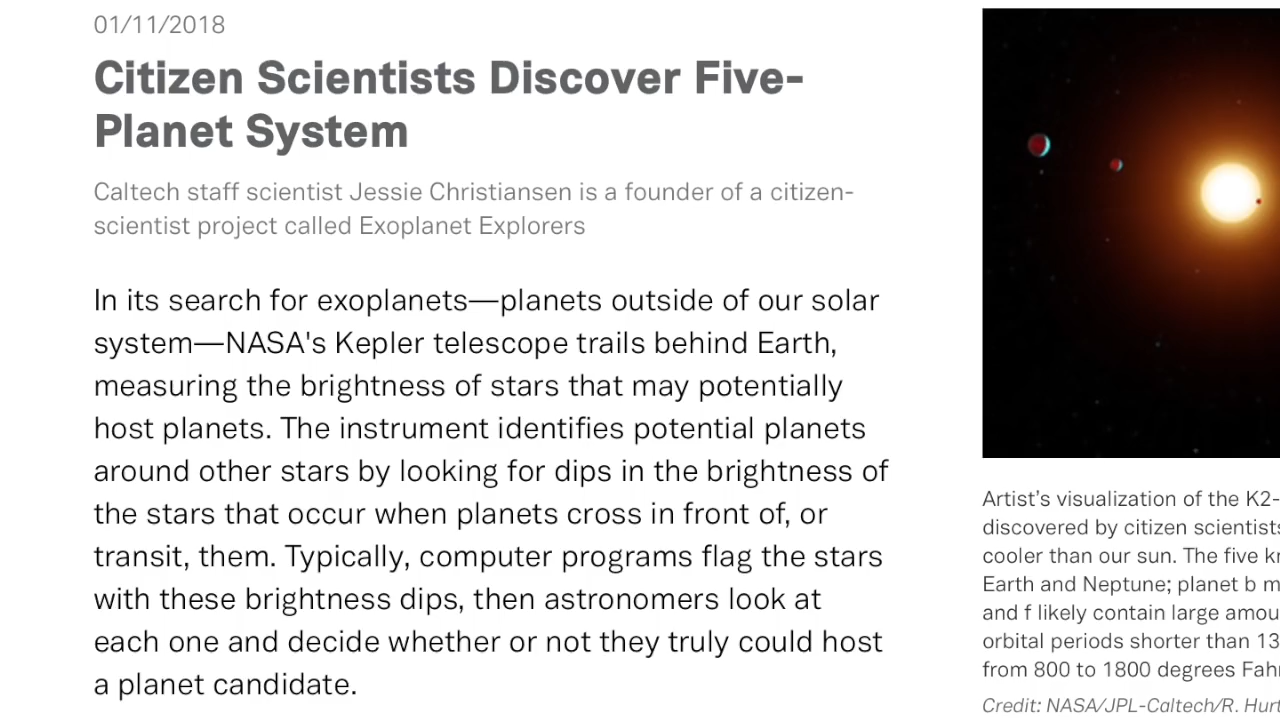 01/11/2018
Citizen Scientists Discover Five-
Planet System
Caltech staff scientist Jessie Christiansen is a founder of a citizen-
scientist project called Exoplanet Explorers
In its search for exoplanets—planets outside of our solar
system—NASA's Kepler telescope trails behind Earth,
measuring the brightness of stars that may potentially
host planets. The instrument identifies potential planets
around other stars by looking for dips in the brightness of
the stars that occur when planets cross in front of, or
transit, them. Typically, computer programs flag the stars
with these brightness dips, then astronomers look at
each one and decide whether or not they truly could host
a planet candidate.
Artist's visualization of the K2-
discovered by citizen scientists
cooler than our sun. The five
Earth and Neptune; planet b
and f likely contain large
orbital periods shorter than 13
from 800 to 1800 degrees
Credit: NASA/JPL-Caltech/R.